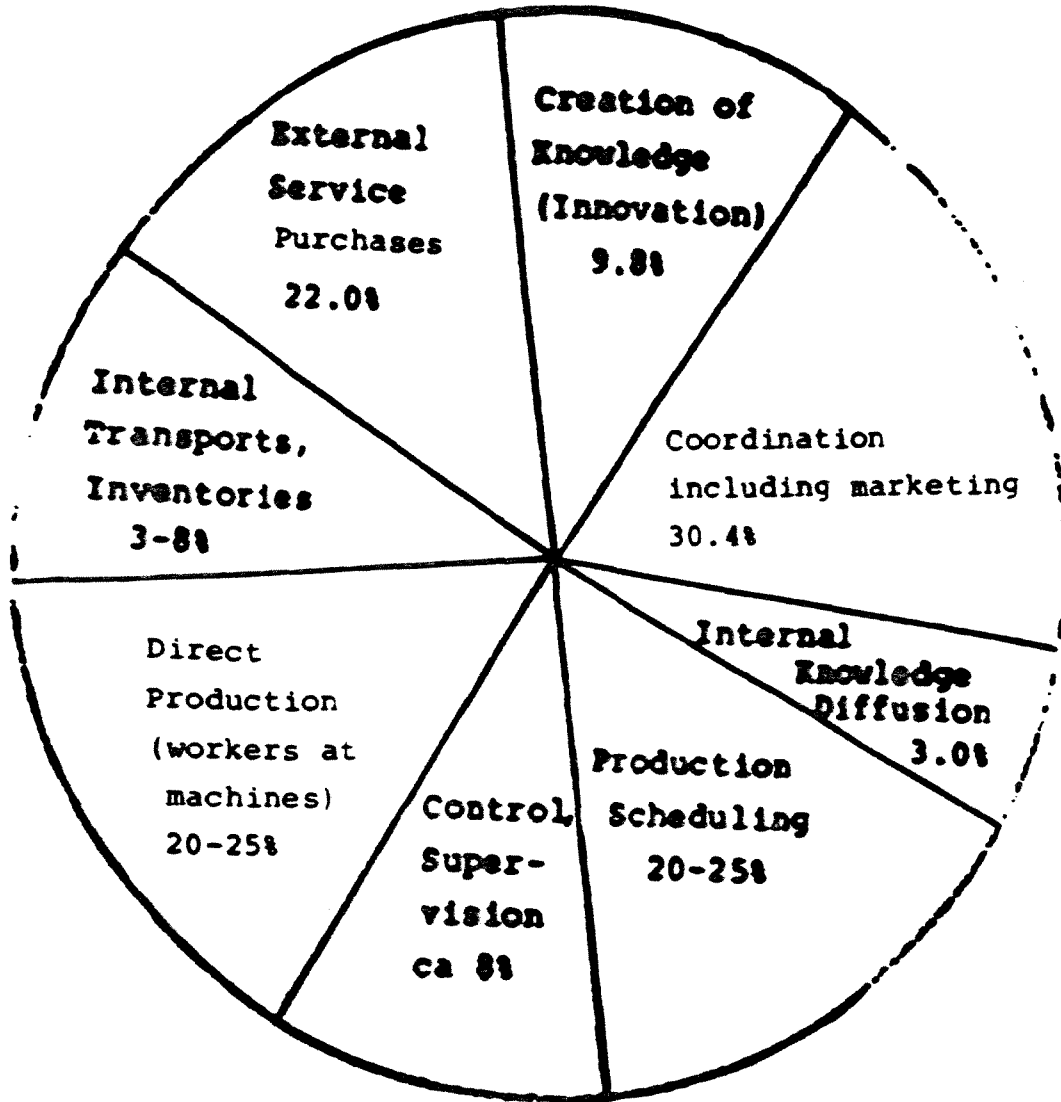 Creation of
Knowledge
(Innovation)
9.8%
External
Service
Purchases
22.0%
Internal
Transports,
Inventories
3-8%
Coordination
including marketing
30.4%
Internal
Knowledge
Diffusion
3.0%
Direct
Production
(workers at
machines)
20-25%
Control,
Super-
vision
ca 8%
Production
Scheduling
20-25%